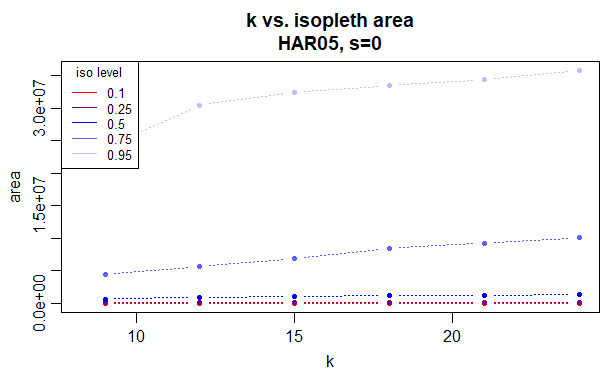 k vs. isopleth area
HAR05, s=0
iso level
0.1
0.25
0.5
0.75
0.95
area
3.0e+07
1.5e+07
0.0e+00
10
15
20
k